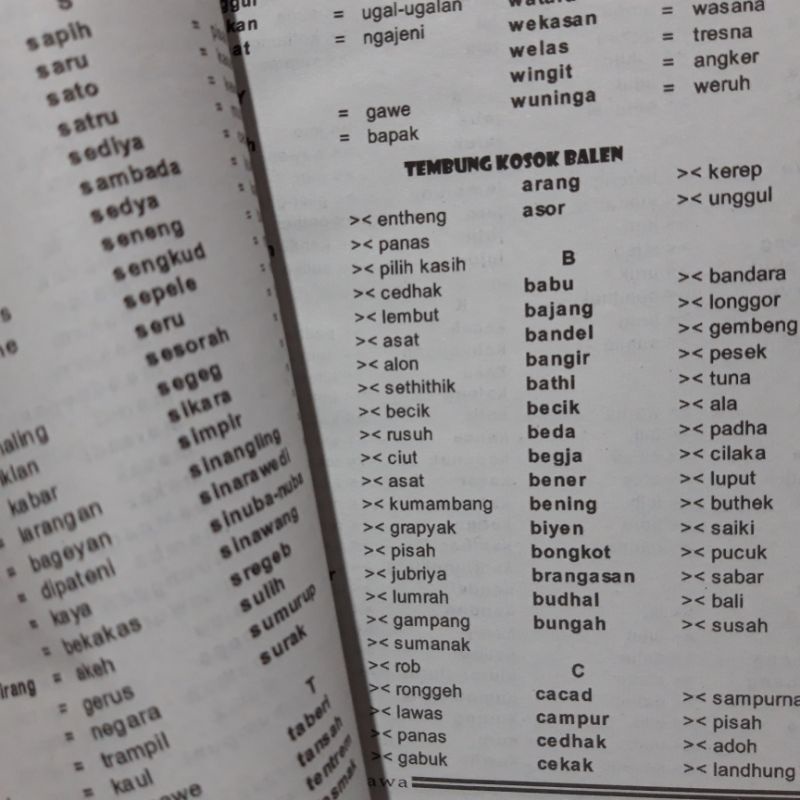 S
sapih
saru
sato
satru
sediya
sambada
sedya
seneng
sengkud
sepele
seru
sesorah
segeg
sikara
simpir
sinangling
sinarawedi
sinuba-nuba
sinawang
sregeb
sulih
sumurup
surak
T
taberi
tansah
tentrem
kabar
= larangan
= bageyan
= dipateni
= kaya
= bekakas
= akeh
= gerus
= negara
= trampil
= kaul
= ugal-ugalan
= ngajeni
= gawe
= bapak
wekasan = wasana
welas = tresna
wingit = angker
wuninga = weruh
TEMBUNG KOSOK BALEN
>< entheng
>< panas
>< pilih kasih
>< cedhak
>< lembut
>< asat
>< alon
>< sethithik
>< becik
>< rusuh
>< ciut
>< asat
>< kumambang
>< grapyak
>< pisah
>< jubriya
>< lumrah
>< gampang
>< sumanak
>< rob
>< ronggeh
>< lawas
>< panas
>< gabuk
arang >< kerep
asor >< unggul
B
babu >< bandara
bajang >< longgor
bandel >< gembeng
bangir >< pesek
bathi >< tuna
becik >< ala
beda >< padha
begja >< cilaka
bener >< luput
bening >< buthek
biyen >< saiki
bongkot >< pucuk
brangasan >< sabar
budhal >< bali
bungah >< susah
C
cacad >< sampurna
campur >< pisah
cedhak >< adoh
cekak >< landhung